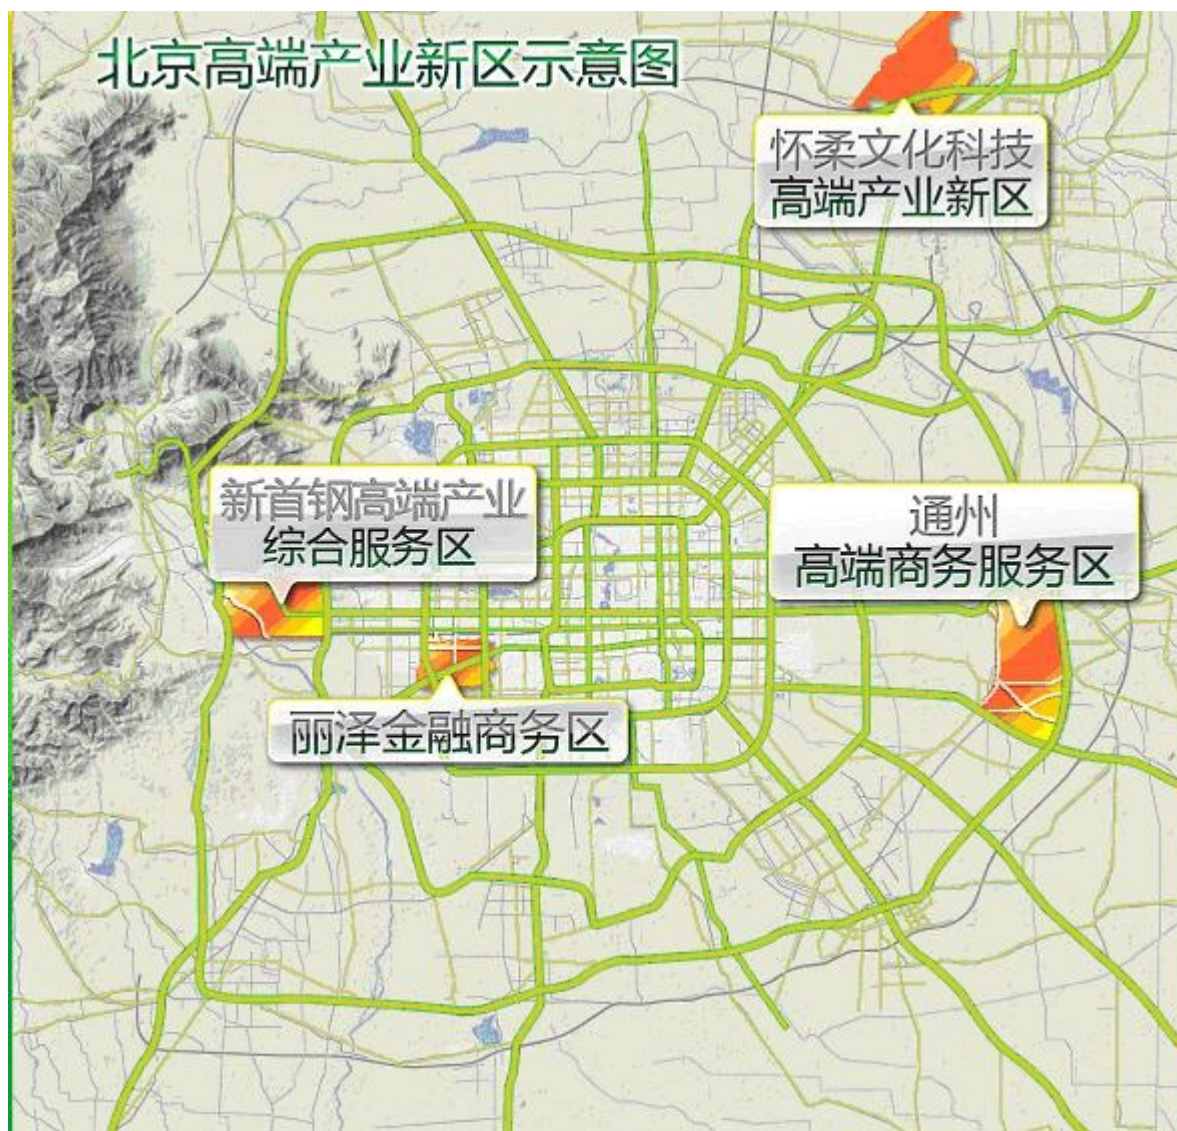 北京高端产业新区示意图
怀柔文化科技
高端产业新区
新首钢高端产业
综合服务区
通州
高端商务服务区
丽泽金融商务区